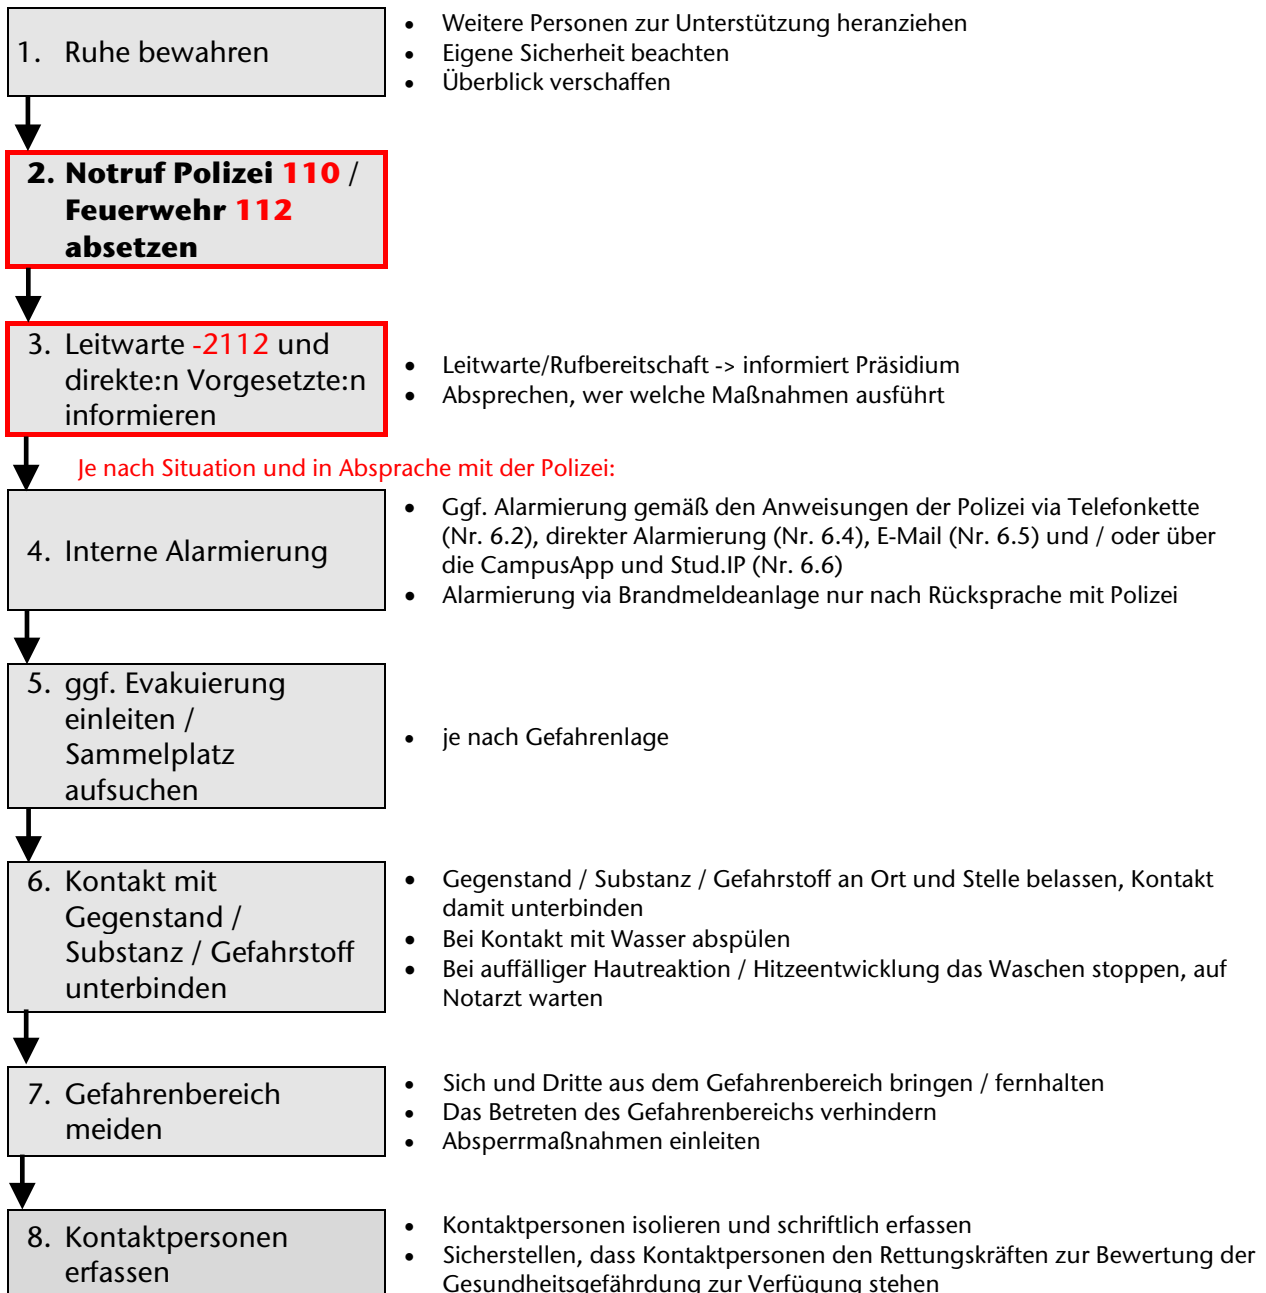 1. Ruhe bewahren
• Weitere Personen zur Unterstützung heranziehen
• Eigene Sicherheit beachten
• Überblick verschaffen
2. Notruf Polizei 110 /
Feuerwehr 112
absetzen
3. Leitwarte -2112 und
direkte:n Vorgesetzte:n
informieren
• Leitwarte/Rufbereitschaft -> informiert Präsidium
• Absprechen, wer welche Maßnahmen ausführt
Je nach Situation und in Absprache mit der Polizei:
4. Interne Alarmierung
• Ggf. Alarmierung gemäß den Anweisungen der Polizei via Telefonkette
(Nr. 6.2), direkter Alarmierung (Nr. 6.4), E-Mail (Nr. 6.5) und / oder über
die CampusApp und Stud.IP (Nr. 6.6)
• Alarmierung via Brandmeldeanlage nur nach Rücksprache mit Polizei
5. ggf. Evakuierung
einleiten /
Sammelplatz
aufsuchen
• je nach Gefahrenlage
6. Kontakt mit
Gegenstand /
Substanz / Gefahrstoff
unterbinden
• Gegenstand / Substanz / Gefahrstoff an Ort und Stelle belassen, Kontakt
damit unterbinden
• Bei Kontakt mit Wasser abspülen
• Bei auffälliger Hautreaktion / Hitzeentwicklung das Waschen stoppen, auf
Notarzt warten
7. Gefahrenbereich
meiden
• Sich und Dritte aus dem Gefahrenbereich bringen / fernhalten
• Das Betreten des Gefahrenbereichs verhindern
• Absperrmaßnahmen einleiten
8. Kontaktpersonen
erfassen
• Kontaktpersonen isolieren und schriftlich erfassen
• Sicherstellen, dass Kontaktpersonen den Rettungskräften zur Bewertung der
Gesundheitsgefährdung zur Verfügung stehen